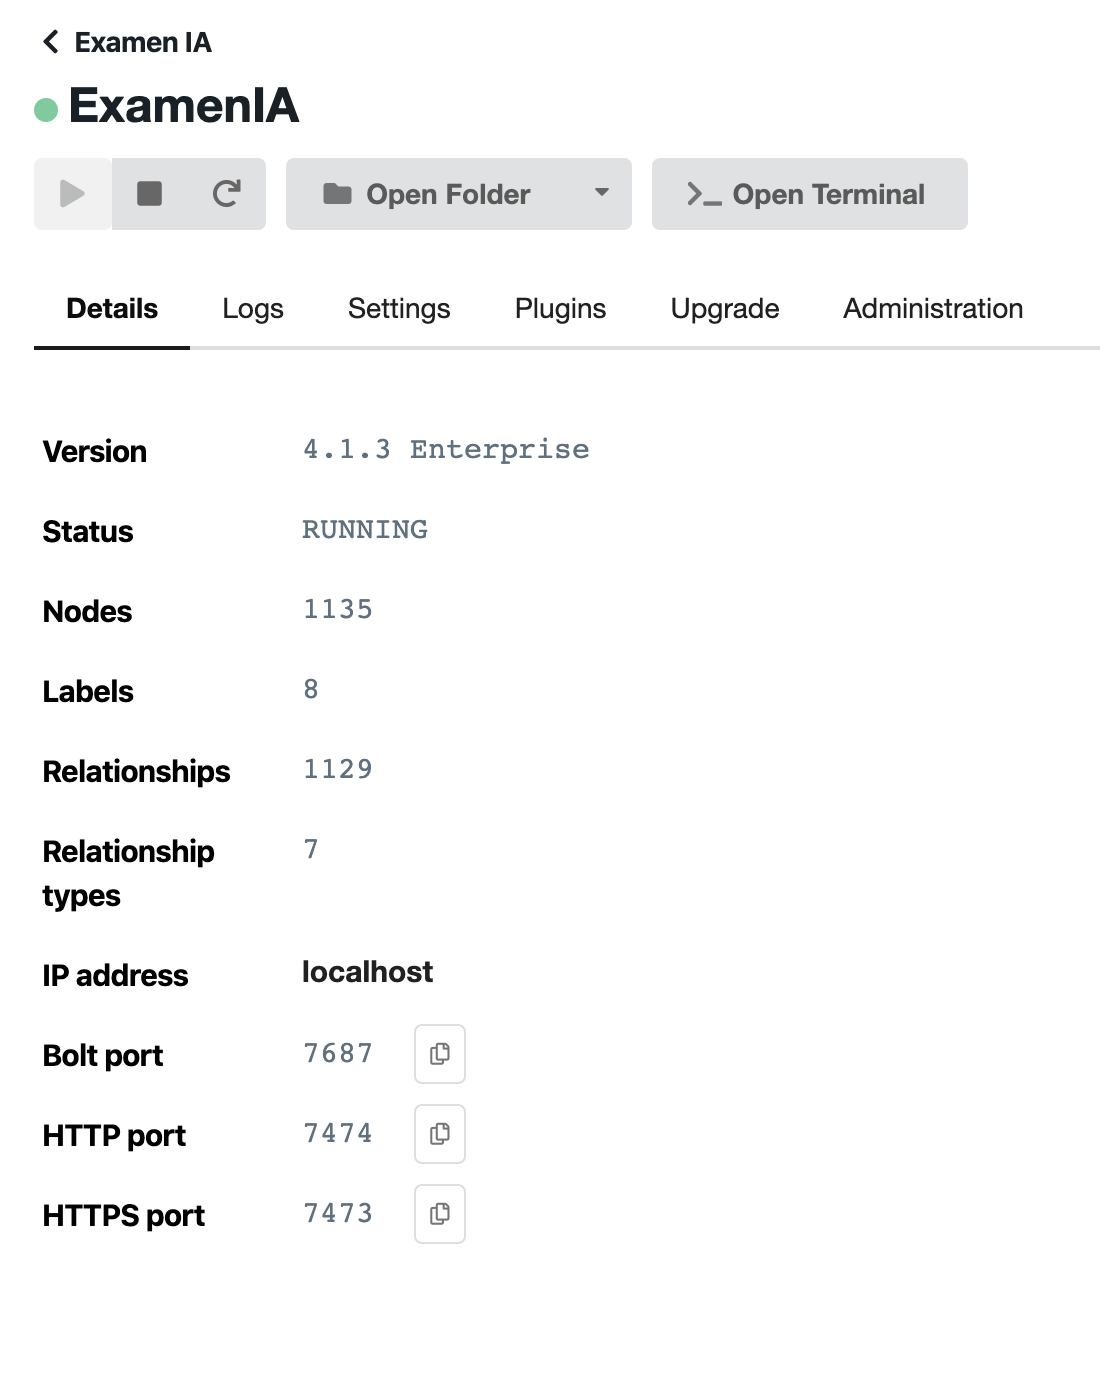 Examen IA
ExamenIA
Open Folder
Open Terminal
Details Logs Settings Plugins Upgrade Administration
Version 4.1.3 Enterprise
Status RUNNING
Nodes 1135
Labels 8
Relationships 1129
Relationship 7
types
IP address localhost
Bolt port 7687
HTTP port 7474
HTTPS port 7473